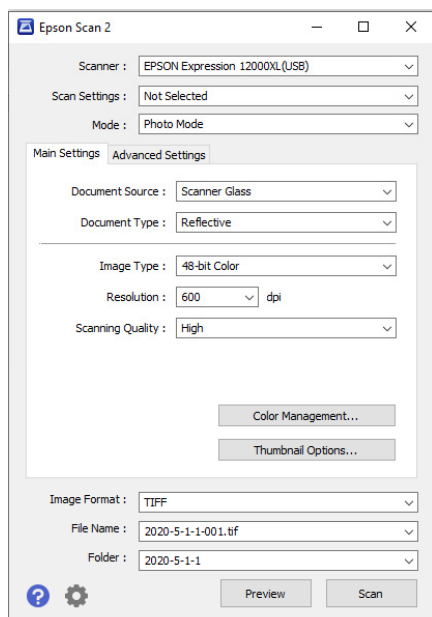 Epson Scan 2
Scanner : EPSON Expression 12000XL(USB)
Scan Settings : Not Selected
Mode : Photo Mode
Main Settings Advanced Settings
Document Source : Scanner Glass
Document Type : Reflective
Image Type : 48-bit Color
Resolution : 600 dpi
Scanning Quality : High
Color Management...
Thumbnail Options...
Image Format : TIFF
File Name : 2020-5-1-1-001.tif
Folder : 2020-5-1-1
? Preview Scan